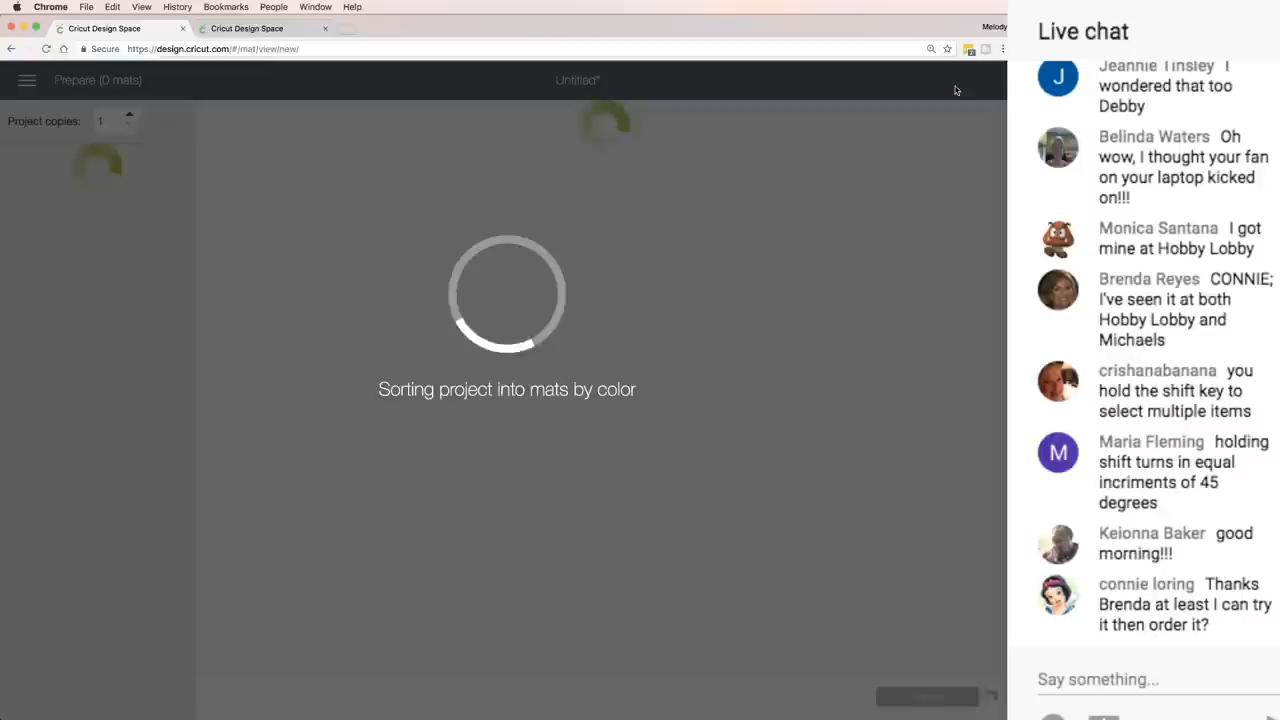 Chrome File Edit View History Bookmarks People Window Help
Cricut Design Space × Cricut Design Space × Melody
Secure https://design.cricut.com/#/mat/view/new/
Prepare (0 mats) Untitled*
Project copies: 1
Sorting project into mats by color
Live chat
J
Jeannie Tinsley I
wondered that too
Debby
Belinda Waters Oh
wow, I thought your fan
on your laptop kicked
on!!!
Monica Santana I got
mine at Hobby Lobby
Brenda Reyes CONNIE;
I've seen it at both
Hobby Lobby and
Michaels
crishanabanana you
hold the shift key to
select multiple items
M
Maria Fleming holding
shift turns in equal
incriments of 45
degrees
Keionna Baker good
morning!!!
connie loring Thanks
Brenda at least I can try
it then order it?
Say something...